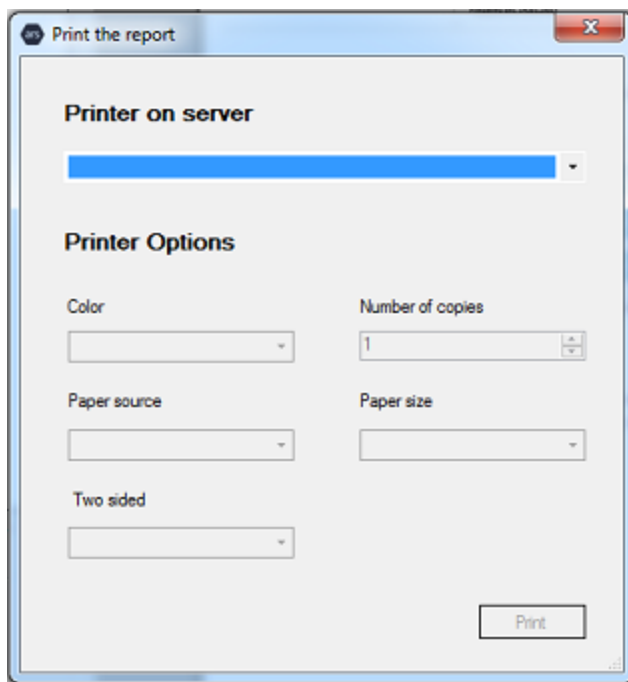 ars Print the report
Printer on server
Printer Options
Color Number of copies
1
Paper source Paper size
Two sided
Print